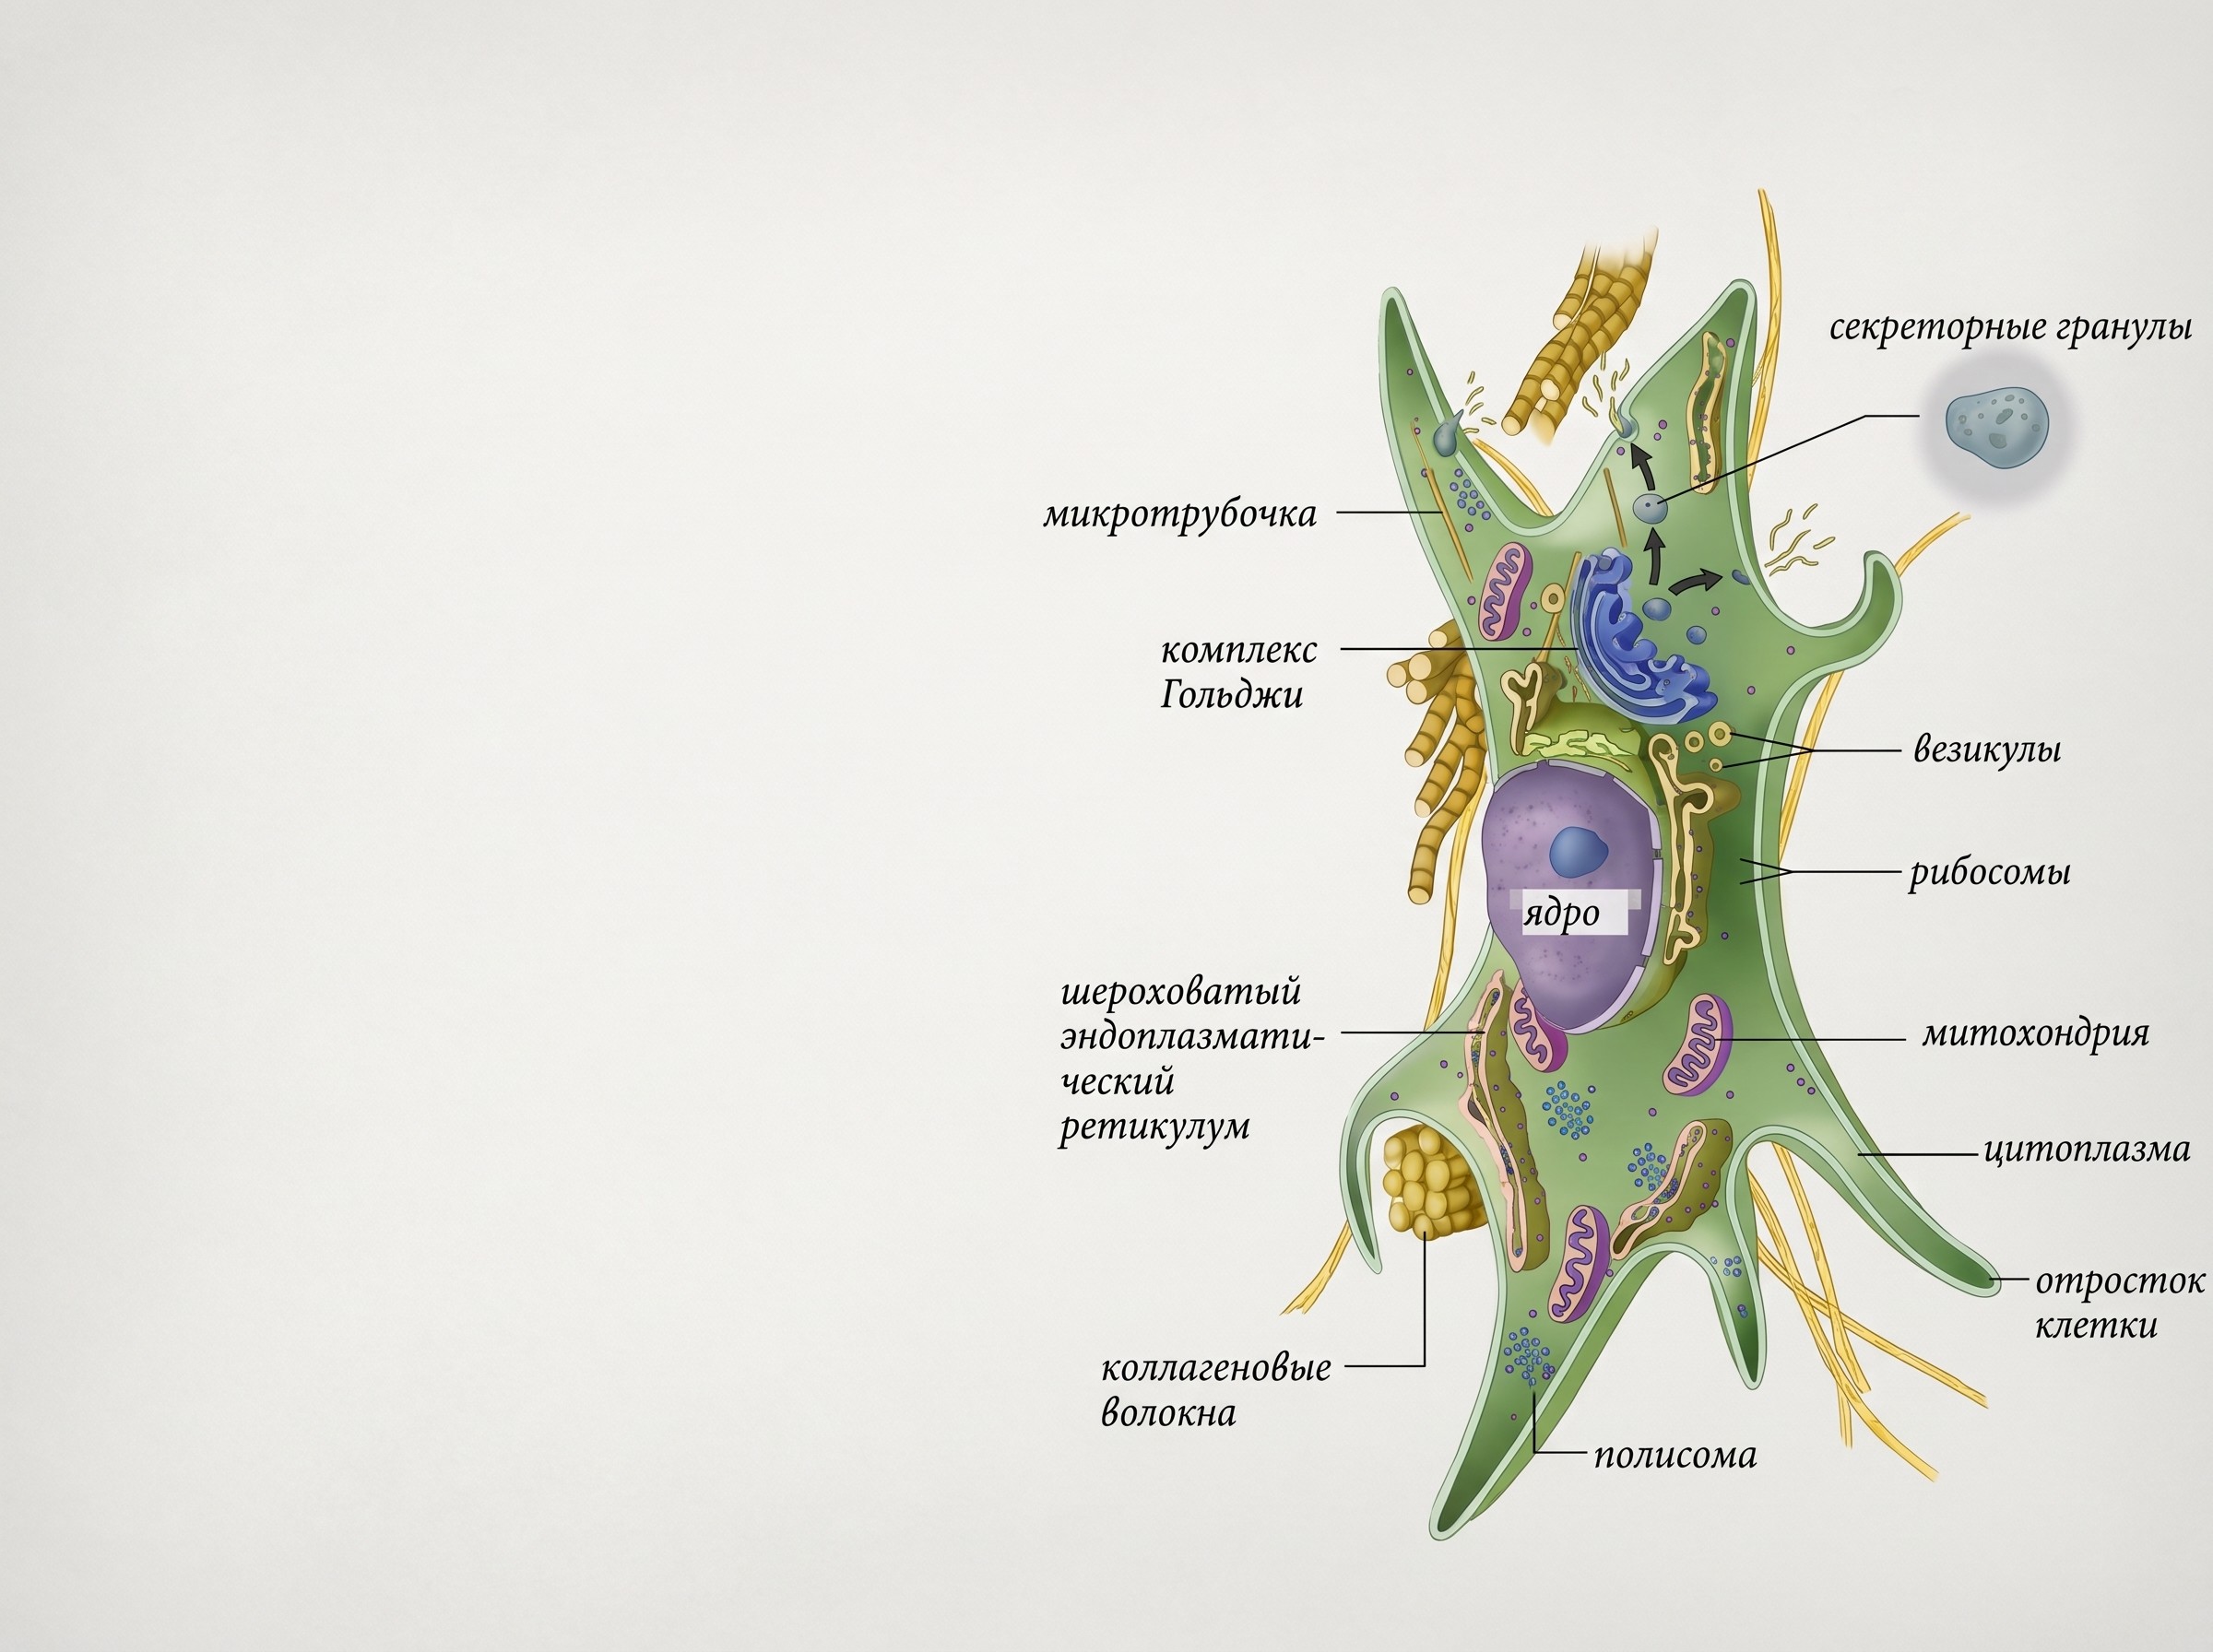 секреторные гранулы
микротрубочка
комплекс
Гольджи
везикулы
рибосомы
ядро
шероховатый
эндоплазмати-
ческий
ретикулум
митохондрия
цитоплазма
отросток
клетки
коллагеновые
волокна
полисома